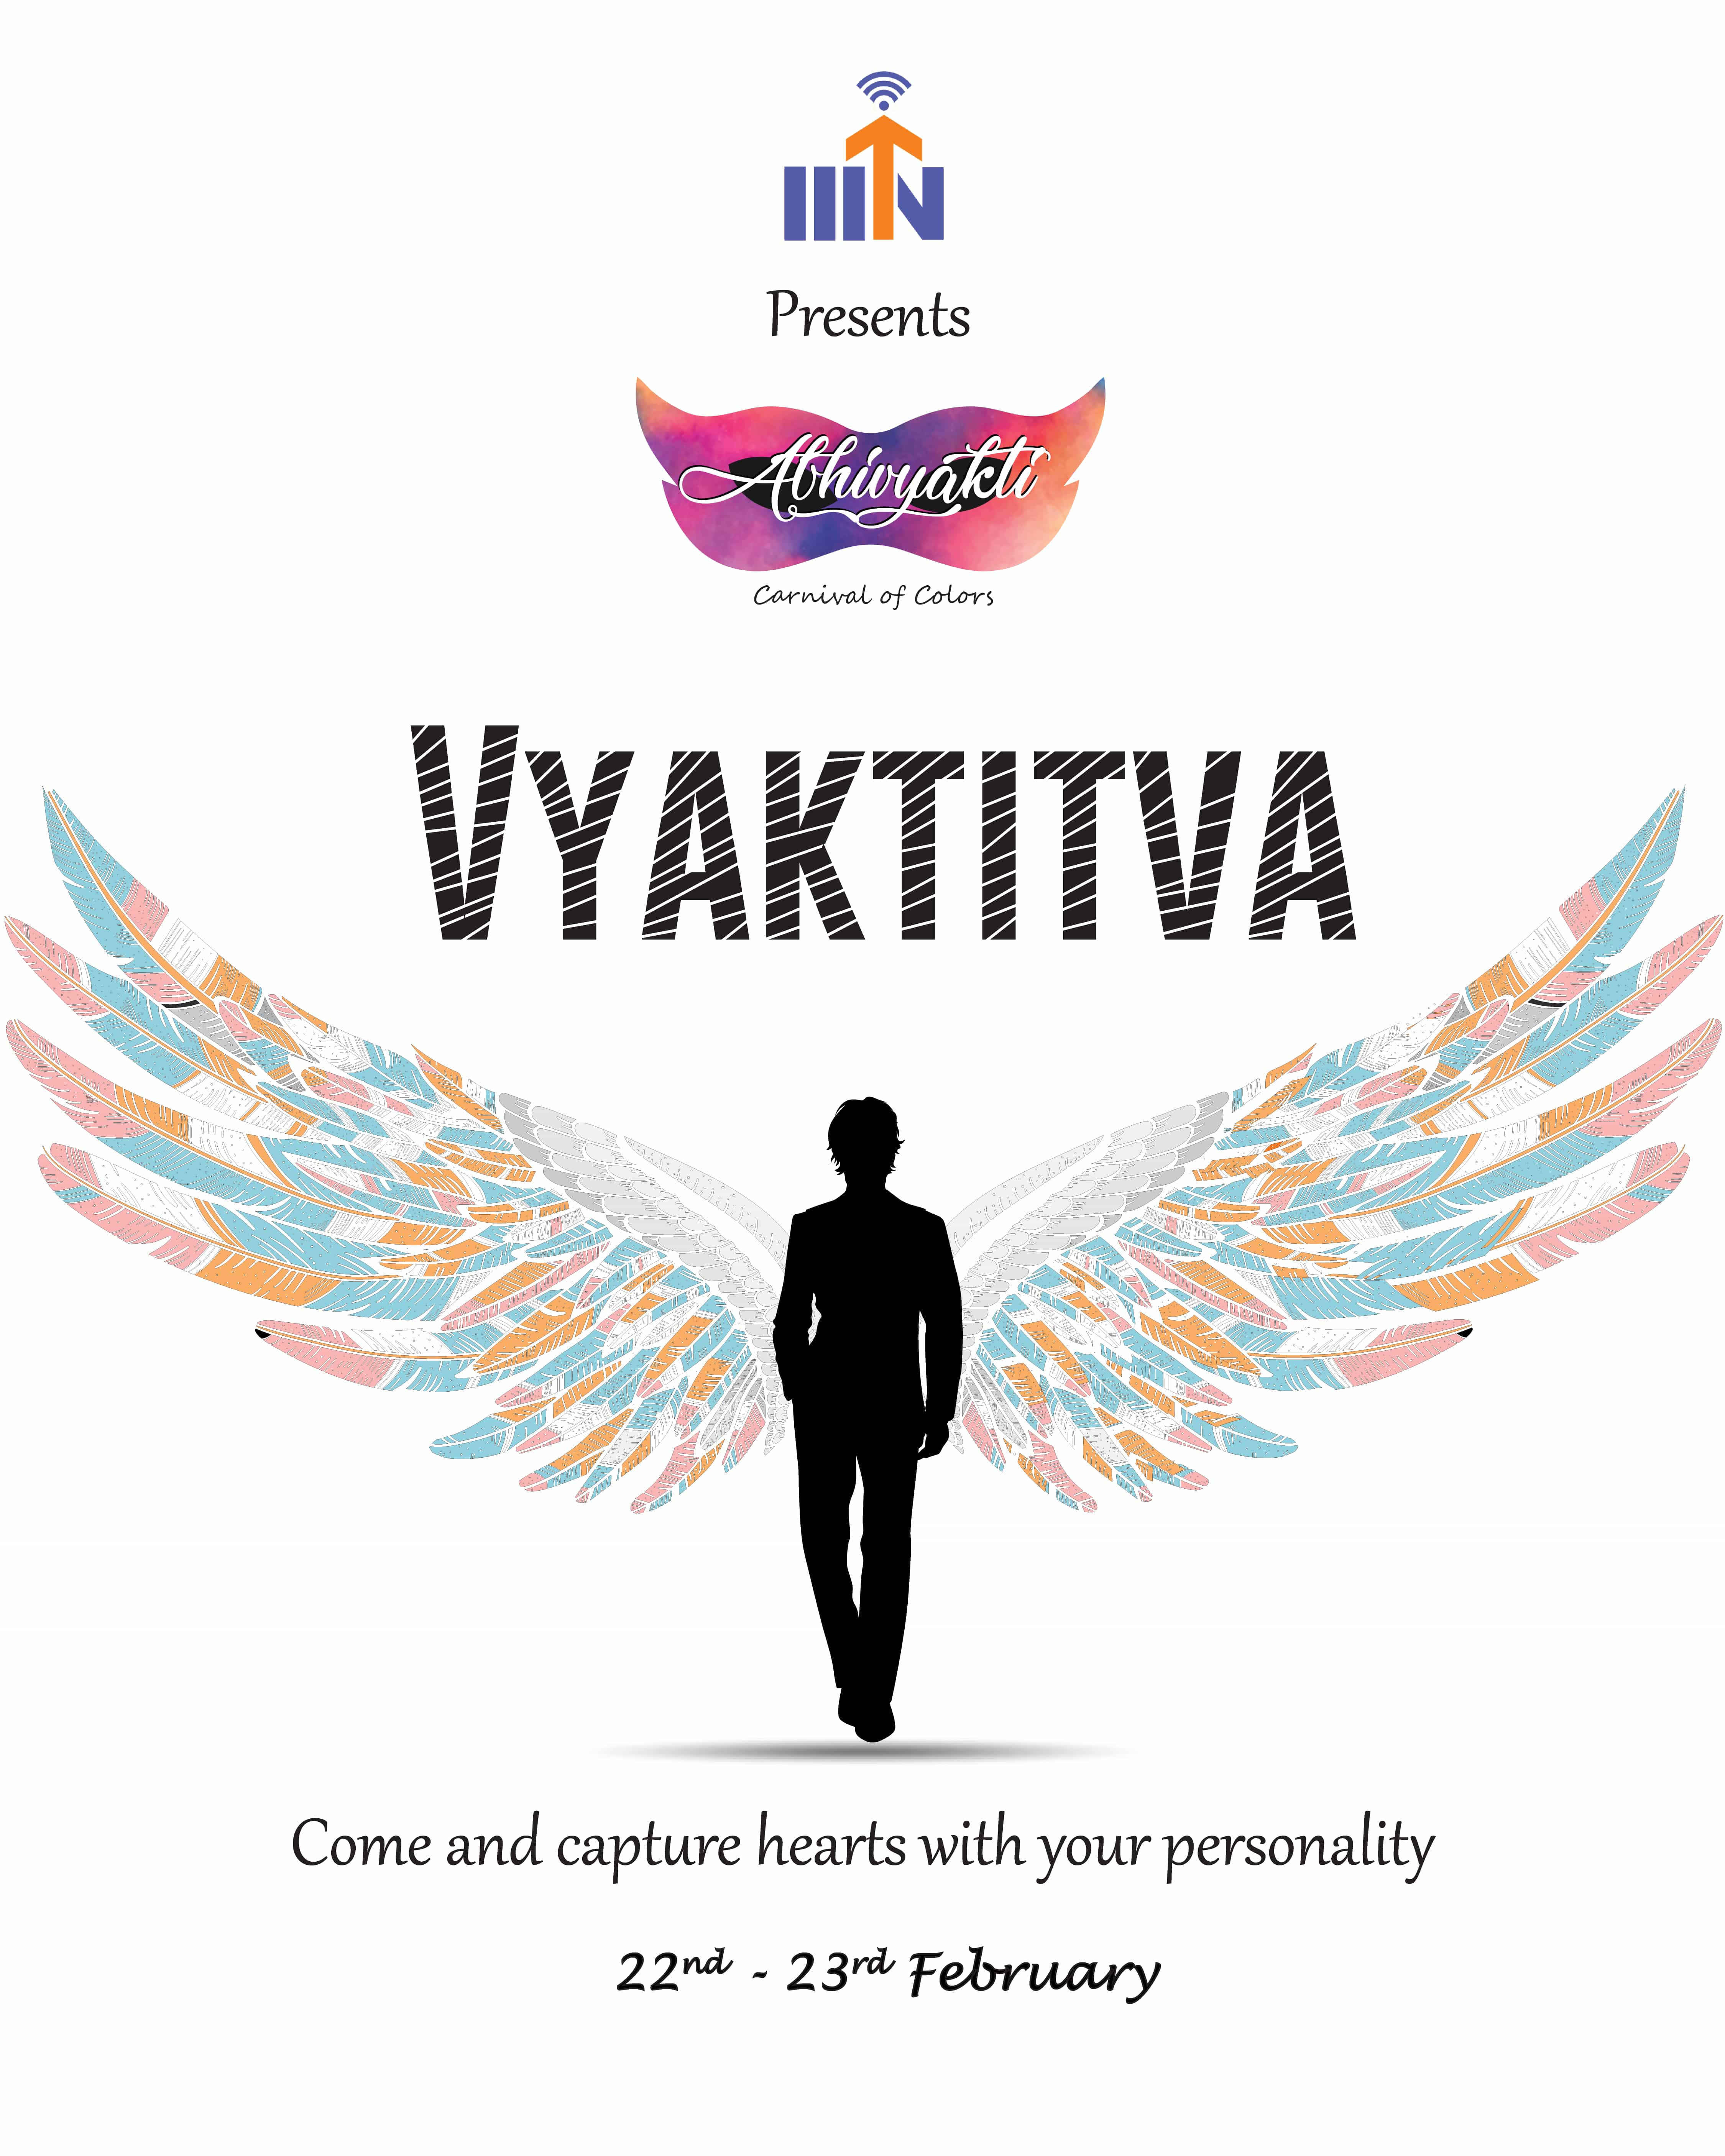 IIITN
Presents
Abhivyakti
Carnival of Colors
VYAKTITVA
Come and capture hearts with your personality
22nd - 23rd February